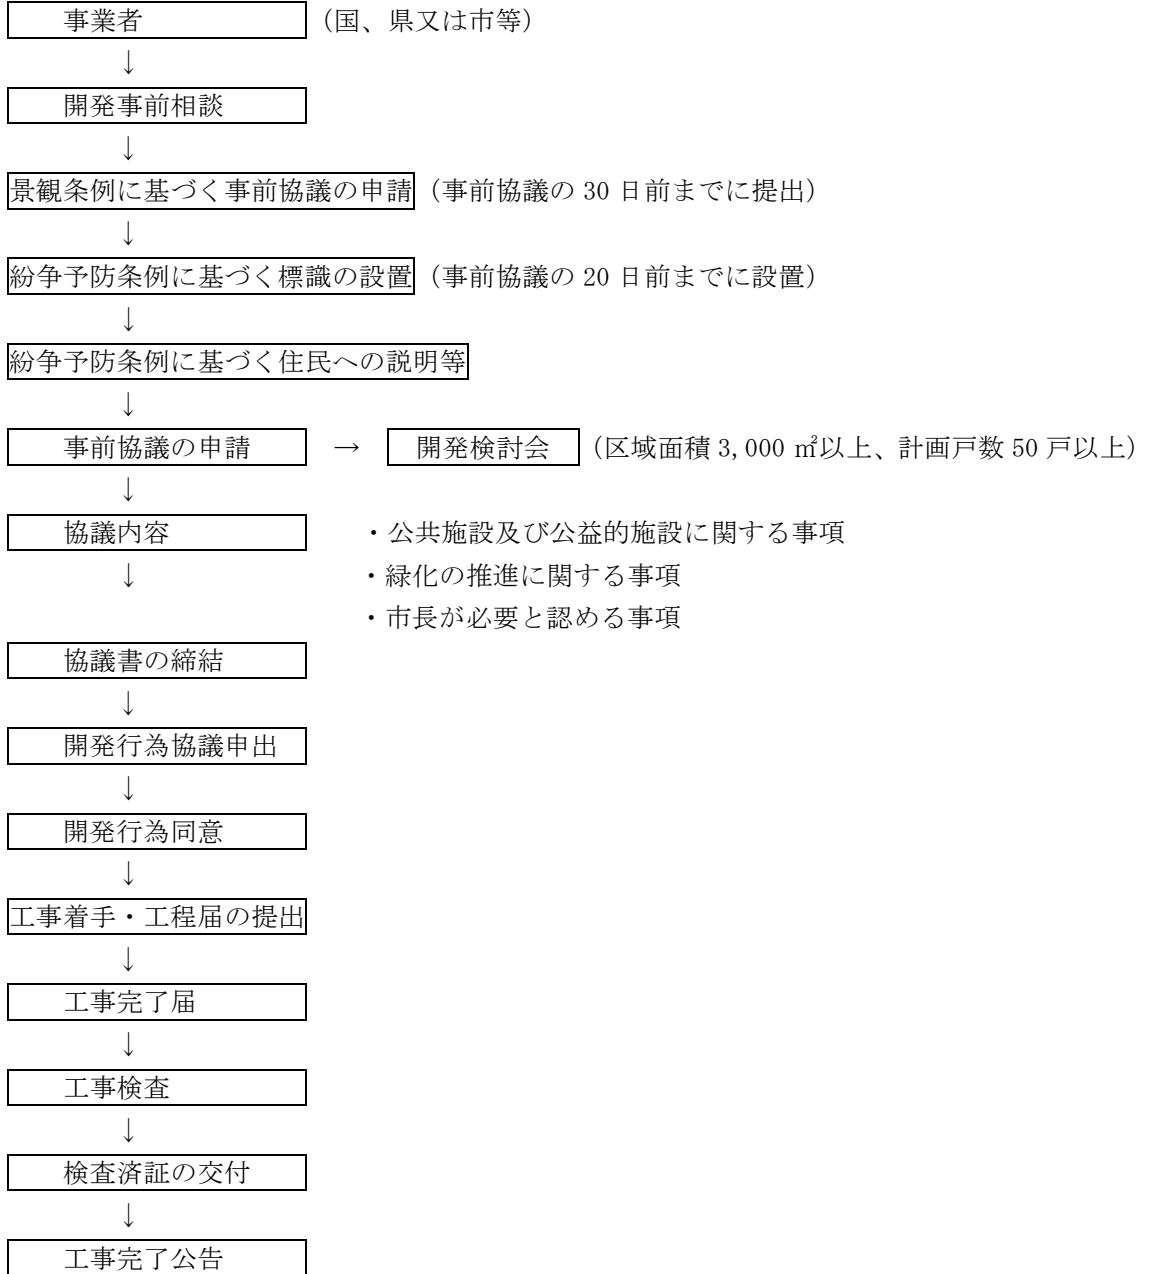 事業者 （国、県又は市等）
↓
開発事前相談
↓
景観条例に基づく事前協議の申請 （事前協議の 30 日前までに提出）
↓
紛争予防条例に基づく標識の設置 （事前協議の 20 日前までに設置）
↓
紛争予防条例に基づく住民への説明等
↓
事前協議の申請 → 開発検討会 （区域面積 3,000 ㎡以上、計画戸数 50 戸以上）
↓
協議内容 ・公共施設及び公益的施設に関する事項
↓ ・緑化の推進に関する事項
・市長が必要と認める事項
協議書の締結
↓
開発行為協議申出
↓
開発行為同意
↓
工事着手・工程届の提出
↓
工事完了届
↓
工事検査
↓
検査済証の交付
↓
工事完了公告